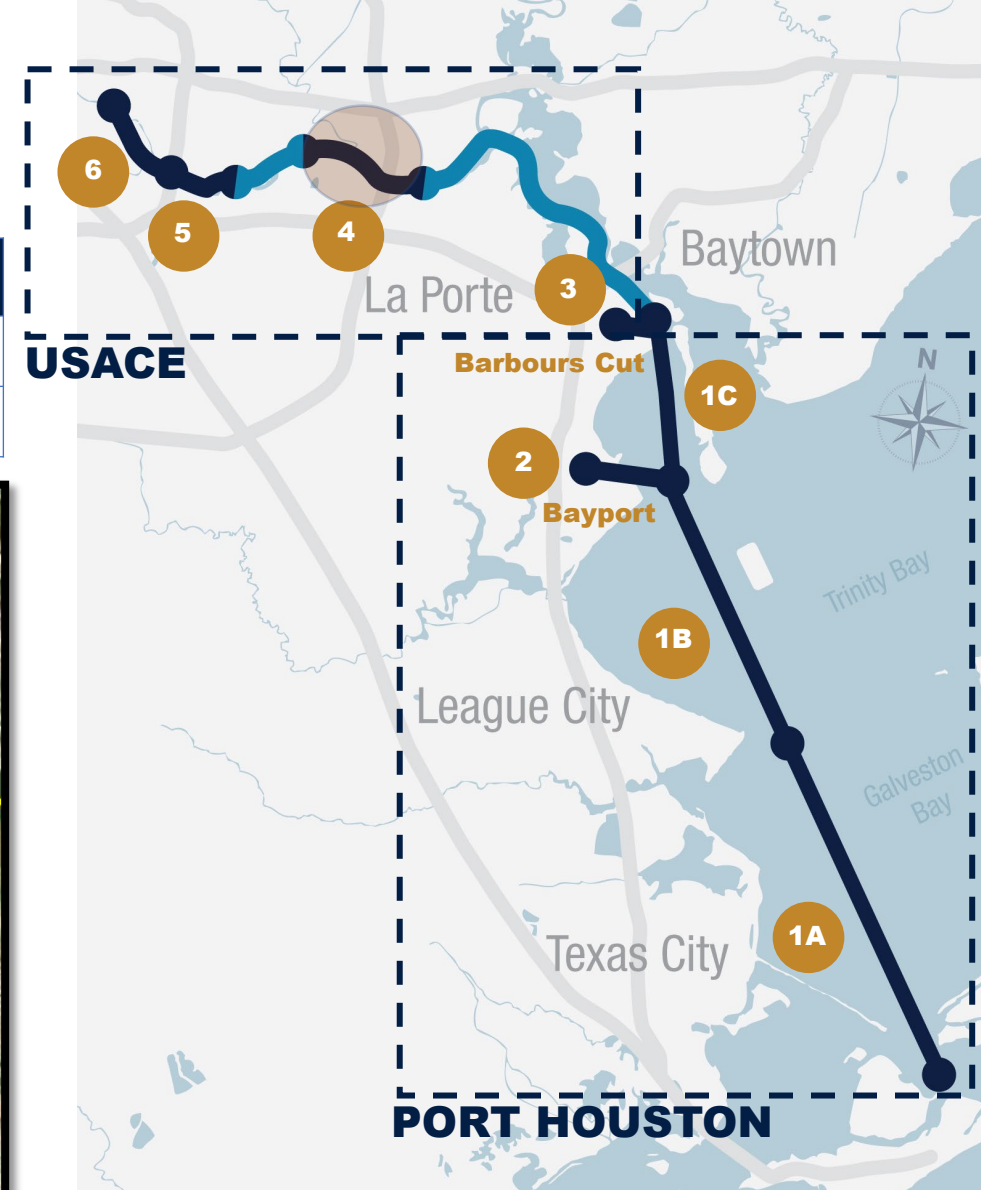 6
5
4
3
La Porte
Baytown
USACE
Barbours Cut
N
1C
2
Bayport
Trinity Bay
1B
League City
Galveston
Bay
1A
Texas City
PORT HOUSTON